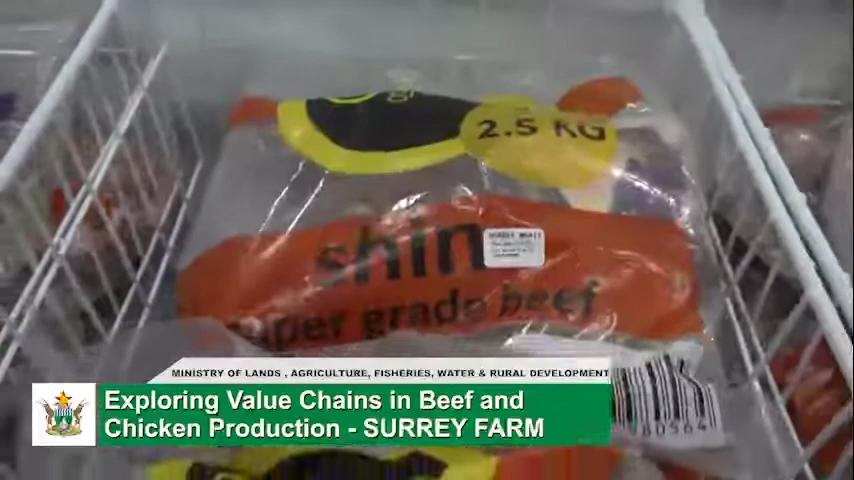 2.5 KG
shin
super grade beef
MINISTRY OF LANDS , AGRICULTURE, FISHERIES, WATER & RURAL DEVELOPMENT
Exploring Value Chains in Beef and
Chicken Production - SURREY FARM